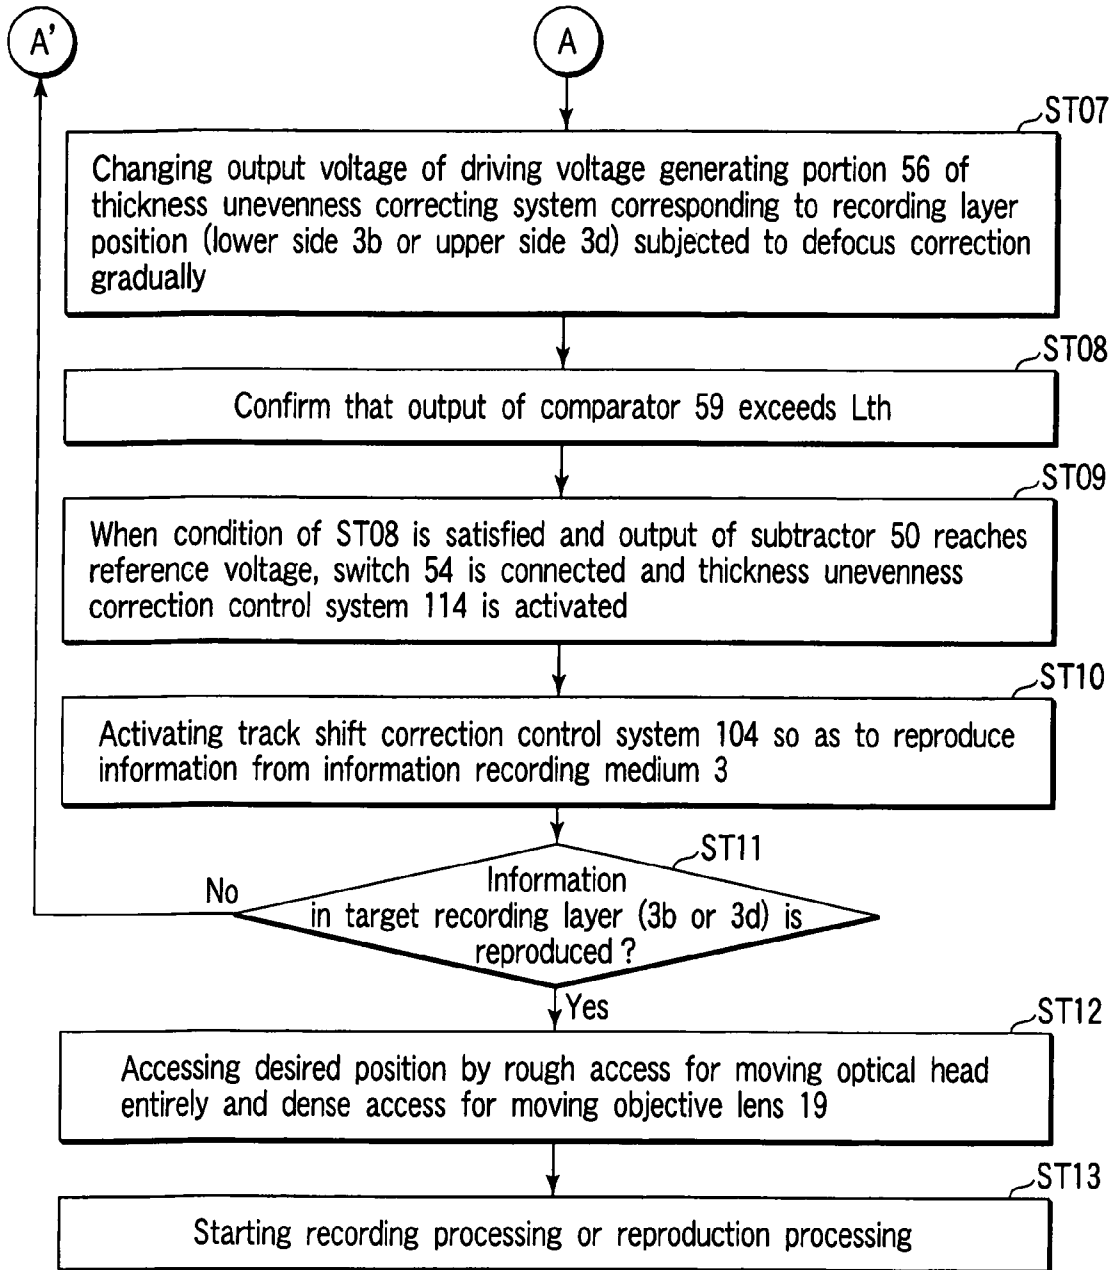 A'
A
ST07
Changing output voltage of driving voltage generating portion 56 of
thickness unevenness correcting system corresponding to recording layer
position (lower side 3b or upper side 3d) subjected to defocus correction
gradually
ST08
Confirm that output of comparator 59 exceeds Lth
ST09
When condition of ST08 is satisfied and output of subtractor 50 reaches
reference voltage, switch 54 is connected and thickness unevenness
correction control system 114 is activated
ST10
Activating track shift correction control system 104 so as to reproduce
information from information recording medium 3
ST11
No
Information
in target recording layer (3b or 3d) is
reproduced ?
Yes
ST12
Accessing desired position by rough access for moving optical head
entirely and dense access for moving objective lens 19
ST13
Starting recording processing or reproduction processing